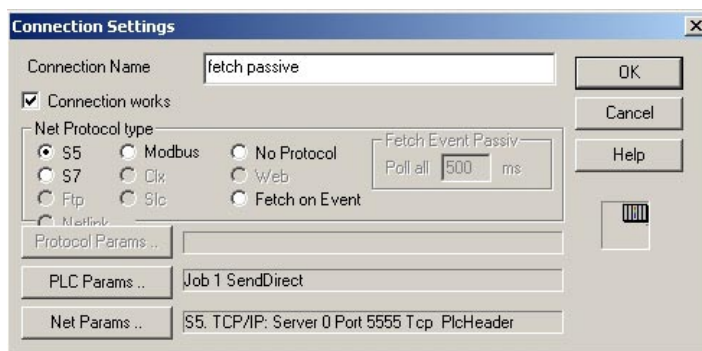 Connection Settings
Connection Name fetch passive
OK
Connection works
Cancel
Net Protocol type
Fetch Event Passiv
S5 Modbus No Protocol
Poll all 500 ms
Help
S7 Clx Web
Ftp Slc Fetch on Event
Netlink
Protocol Params ..
PLC Params .. Job 1 SendDirect
Net Params .. S5. TCP/IP: Server 0 Port 5555 Tcp PlcHeader